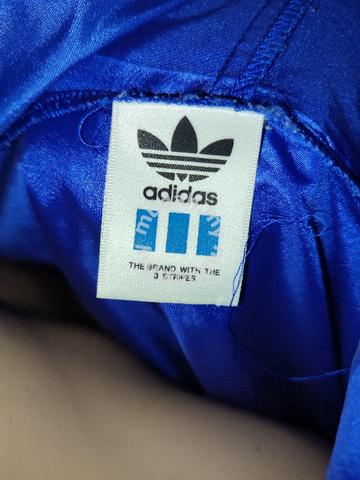 adidas
THE BRAND WITH THE
3 STRIPES